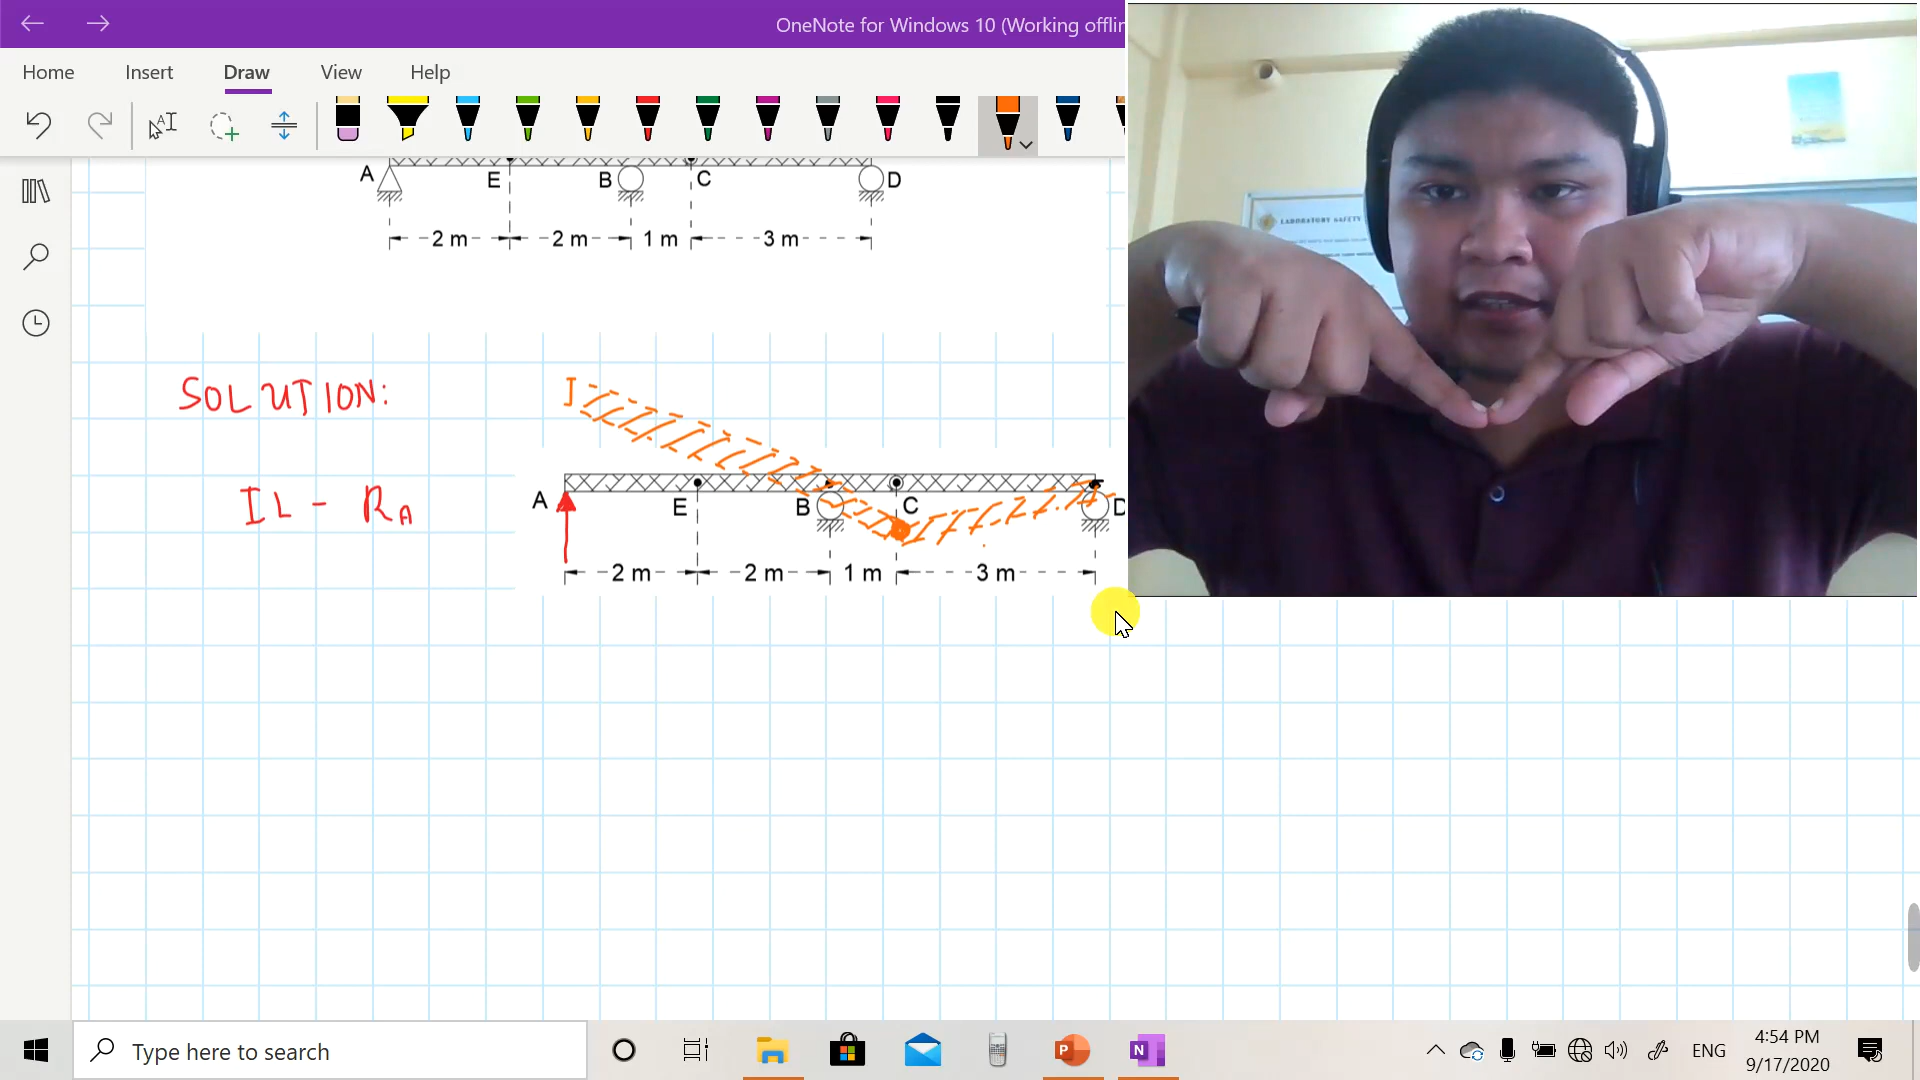 OneNote for Windows 10 (Working offlin
Home Insert Draw View Help
A E B C D
2 m 2 m 1 m 3 m
LABORATORY SAFETY
SOLUTION:
IL - RA
A E B C D
2 m 2 m 1 m 3 m
Type here to search
ENG
4:54 PM
9/17/2020